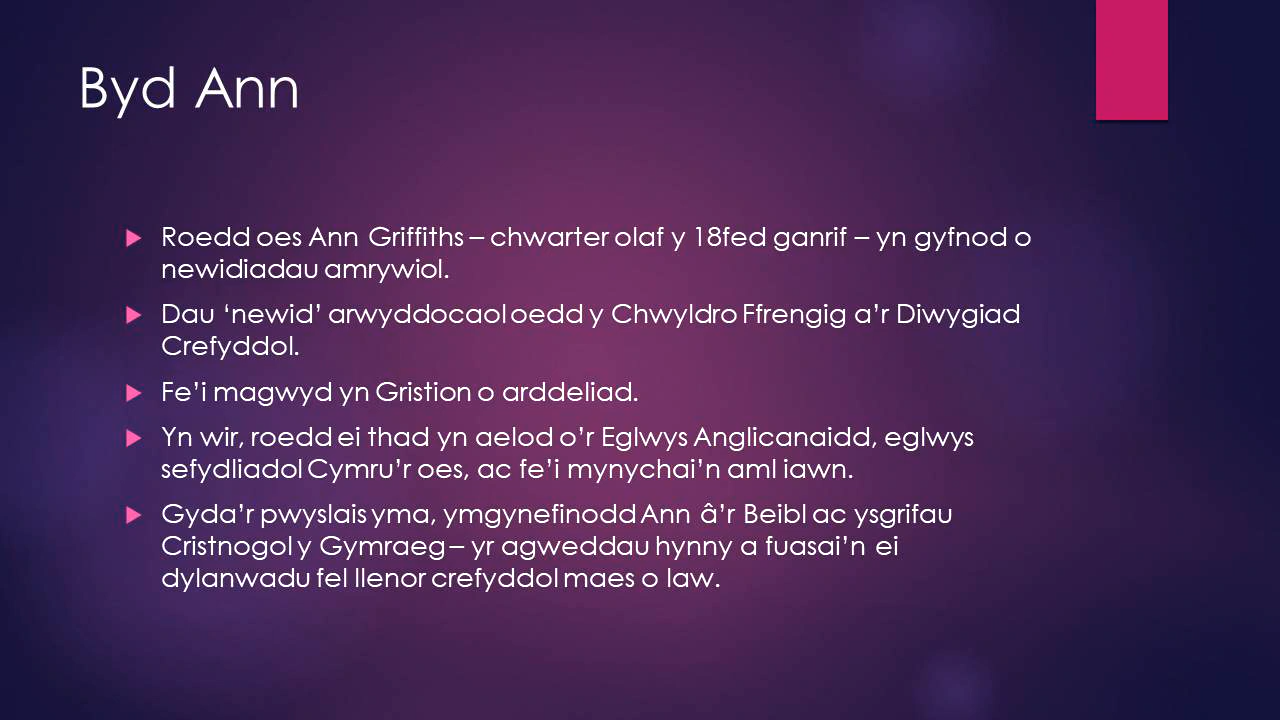 Byd Ann
Roedd oes Ann Griffiths – chwarter olaf y 18fed ganrif – yn gyfnod o
newidiadau amrywiol.
Dau ‘newid’ arwyddocaol oedd y Chwyldro Ffrengig a’r Diwygiad
Crefyddol.
Fe’i magwyd yn Gristion o arddeliad.
Yn wir, roedd ei thad yn aelod o’r Eglwys Anglicanaidd, eglwys
sefydliadol Cymru’r oes, ac fe’i mynychai’n aml iawn.
Gyda’r pwyslais yma, ymgynefinodd Ann â’r Beibl ac ysgrifau
Cristnogol y Gymraeg – yr agweddau hynny a fuasai’n ei
dylanwadu fel llenor crefyddol maes o law.